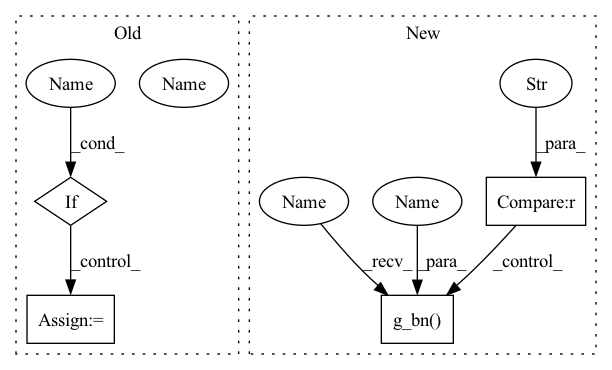 Old
New
Name
Name
Str
_cond_
_para_
If
Name
Name
Compare:r
_control_
_recv_
_para_
_control_
Assign:=
g_bn()